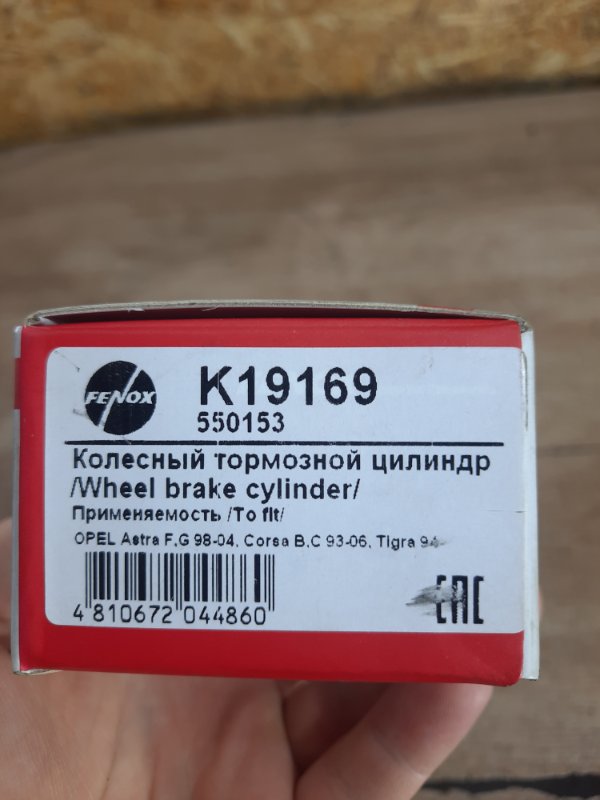 FENOX
K19169
550153
Колесный тормозной цилиндр
/Wheel brake cylinder/
Применяемость /To fit/
OPEL Astra F,G 98-04, Corsa B,C 93-06, Tigra 94-
4 810672 044860
EAC